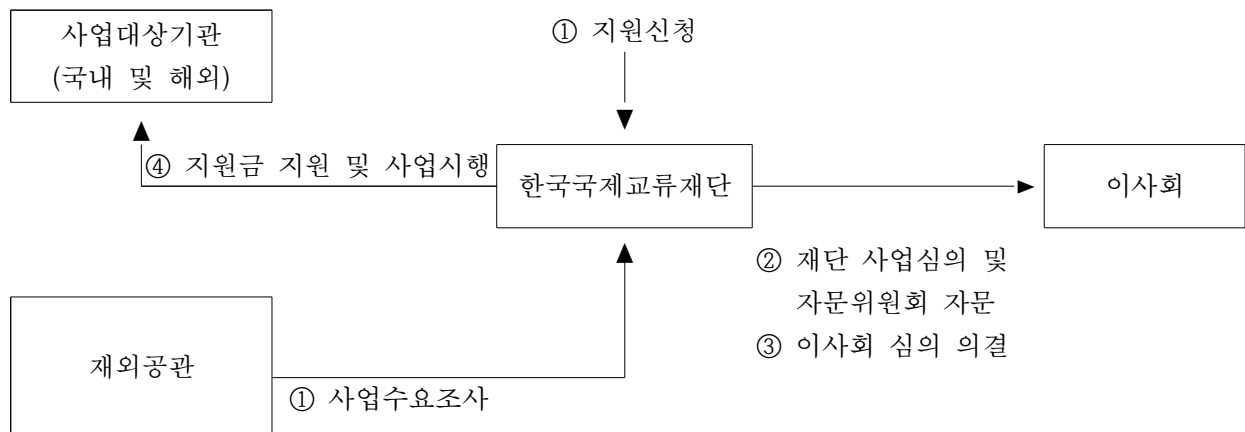 사업대상기관
(국내 및 해외)
① 지원신청
④ 지원금 지원 및 사업시행
한국국제교류재단
이사회
② 재단 사업심의 및
자문위원회 자문
③ 이사회 심의 의결
재외공관
① 사업수요조사